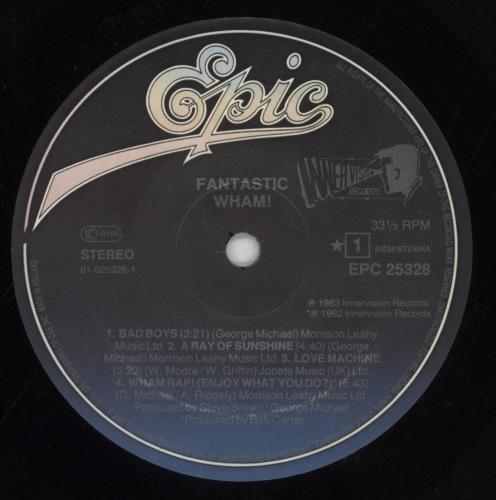 Epic
FANTASTIC
WHAM!
INNERVISION
RECORDS
33⅓ RPM
LC 0199
STEREO
01-025328-1
★ 1 BIEM/STEMRA
EPC 25328
℗ 1983 Innervision Records
*℗ 1982 Innervision Records
1. BAD BOYS (3:21) (George Michael) Morrison Leahy
Music Ltd. 2. A RAY OF SUNSHINE (4:40) (George
Michael) Morrison Leahy Music Ltd. 3. LOVE MACHINE
(3:23) (W. Moore / W. Griffin) Jobete Music (UK) Ltd.
4. WHAM RAP! (ENJOY WHAT YOU DO?)* (6:43)
(G. Michael, A. Ridgely) Morrison Leahy Music Ltd
Produced by Steve Brown / George Michael
*Produced by Bob Carter